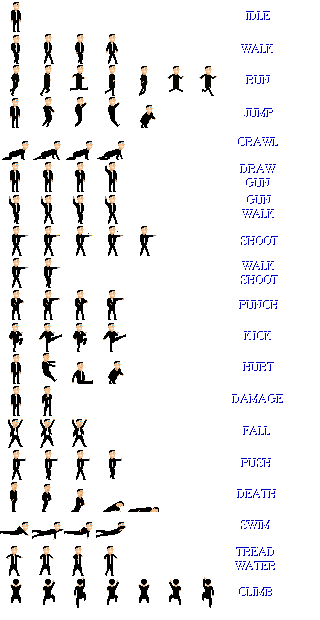 IDLE
WALK
RUN
JUMP
CRAWL
DRAW
GUN
GUN
WALK
SHOOT
WALK
SHOOT
PUNCH
KICK
HURT
DAMAGE
FALL
PUSH
DEATH
SWIM
TREAD
WATER
CLIMB